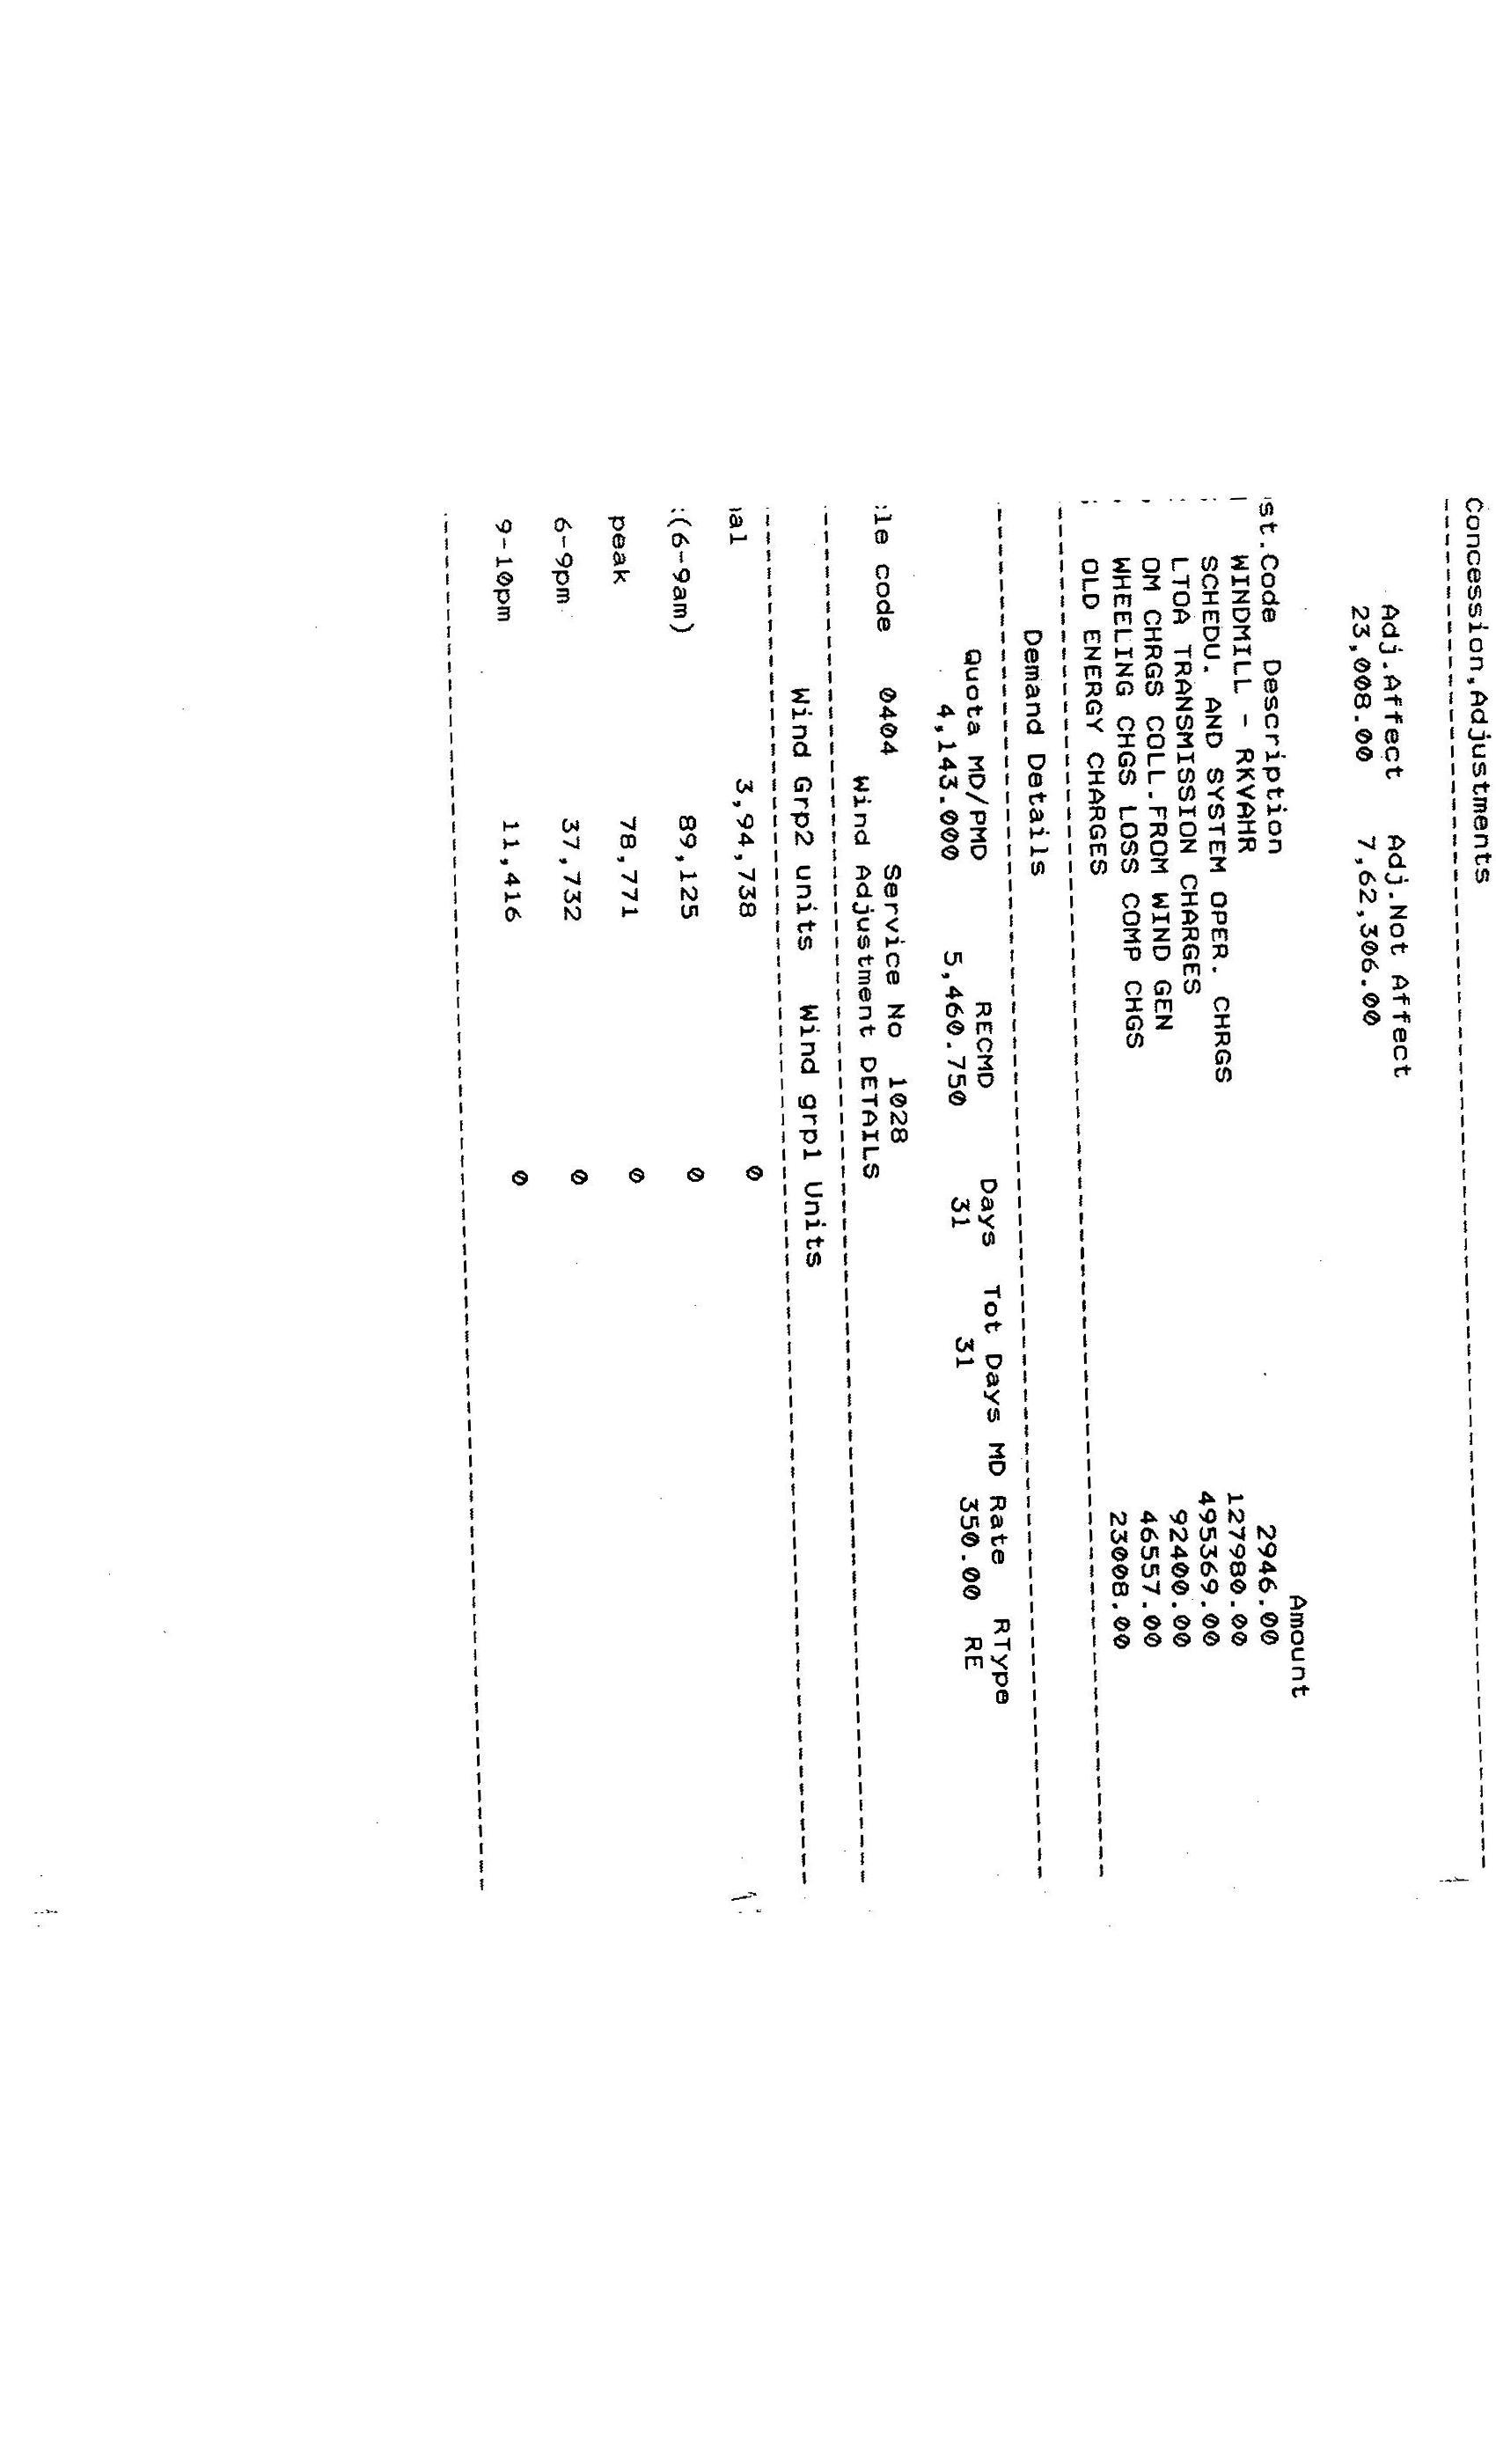 Concession,Adjustments
Adj.Affect Adj.Not Affect
23,008.00 7,62,306.00
st.Code Description Amount
WINDMILL - RKVAHR 2946.00
SCHEDU. AND SYSTEM OPER. CHRGS 127980.00
LTOA TRANSMISSION CHARGES 495369.00
OM CHRGS COLL.FROM WIND GEN 92400.00
WHEELING CHGS LOSS COMP CHGS 46557.00
OLD ENERGY CHARGES 23008.00
Demand Details
Quota MD/PMD RECMD Days Tot Days MD Rate RType
4,143.000 5,460.750 31 31 350.00 RE
le code 0404 Service No 1028
Wind Adjustment DETAILS
Wind Grp2 units Wind grp1 Units
al 3,94,738 0
:(6-9am) 89,125 0
peak 78,771 0
6-9pm 37,732 0
9-10pm 11,416 0